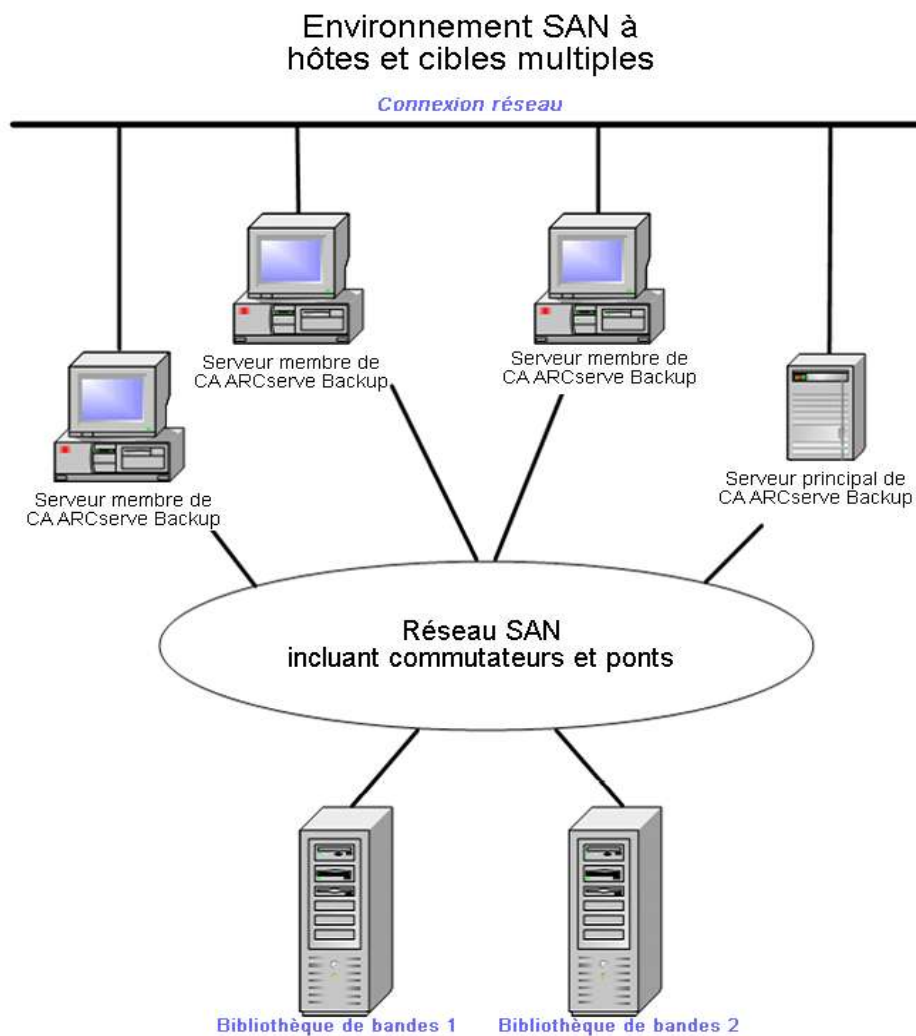 Environnement SAN à
hôtes et cibles multiples
Connexion réseau
Serveur membre de
CA ARCserve Backup
Serveur membre de
CA ARCserve Backup
Serveur membre de
CA ARCserve Backup
Serveur principal de
CA ARCserve Backup
Réseau SAN
incluant commutateurs et ponts
Bibliothèque de bandes 1
Bibliothèque de bandes 2